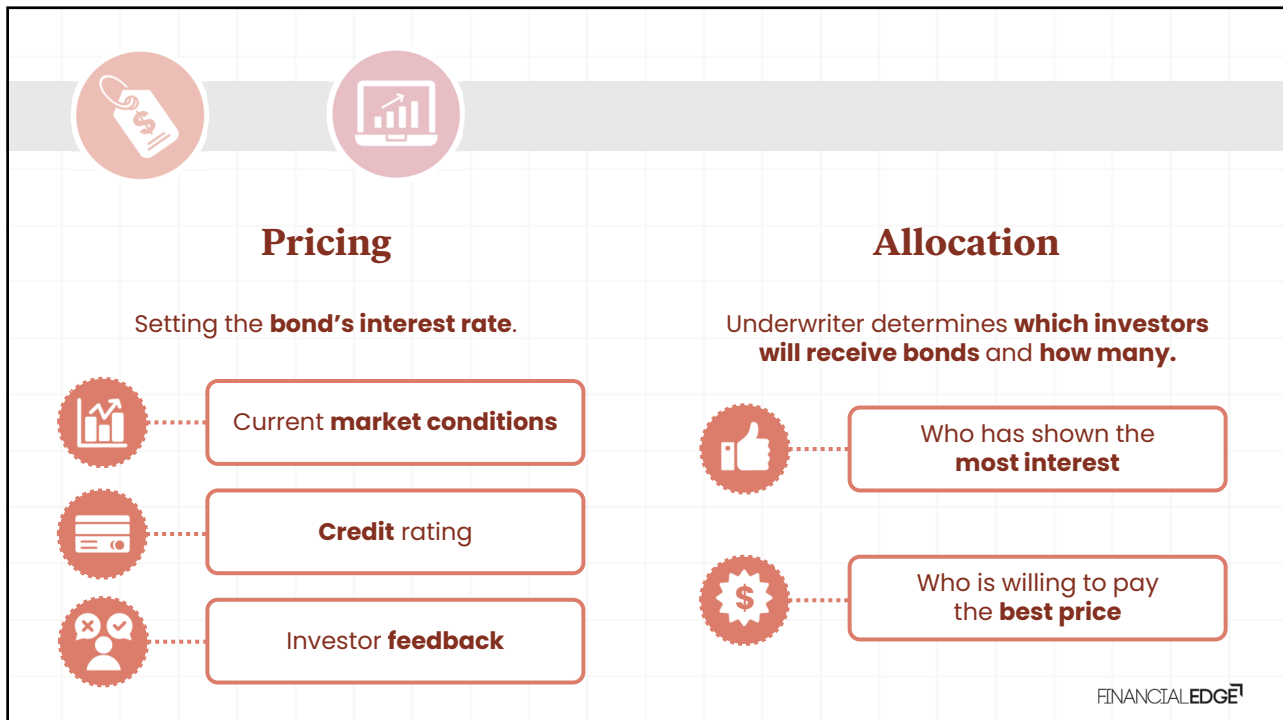 Pricing
Setting the bond’s interest rate.
Current market conditions
Credit rating
Investor feedback
Allocation
Underwriter determines which investors
will receive bonds and how many.
Who has shown the
most interest
$
Who is willing to pay
the best price
$
FINANCIALEDGE